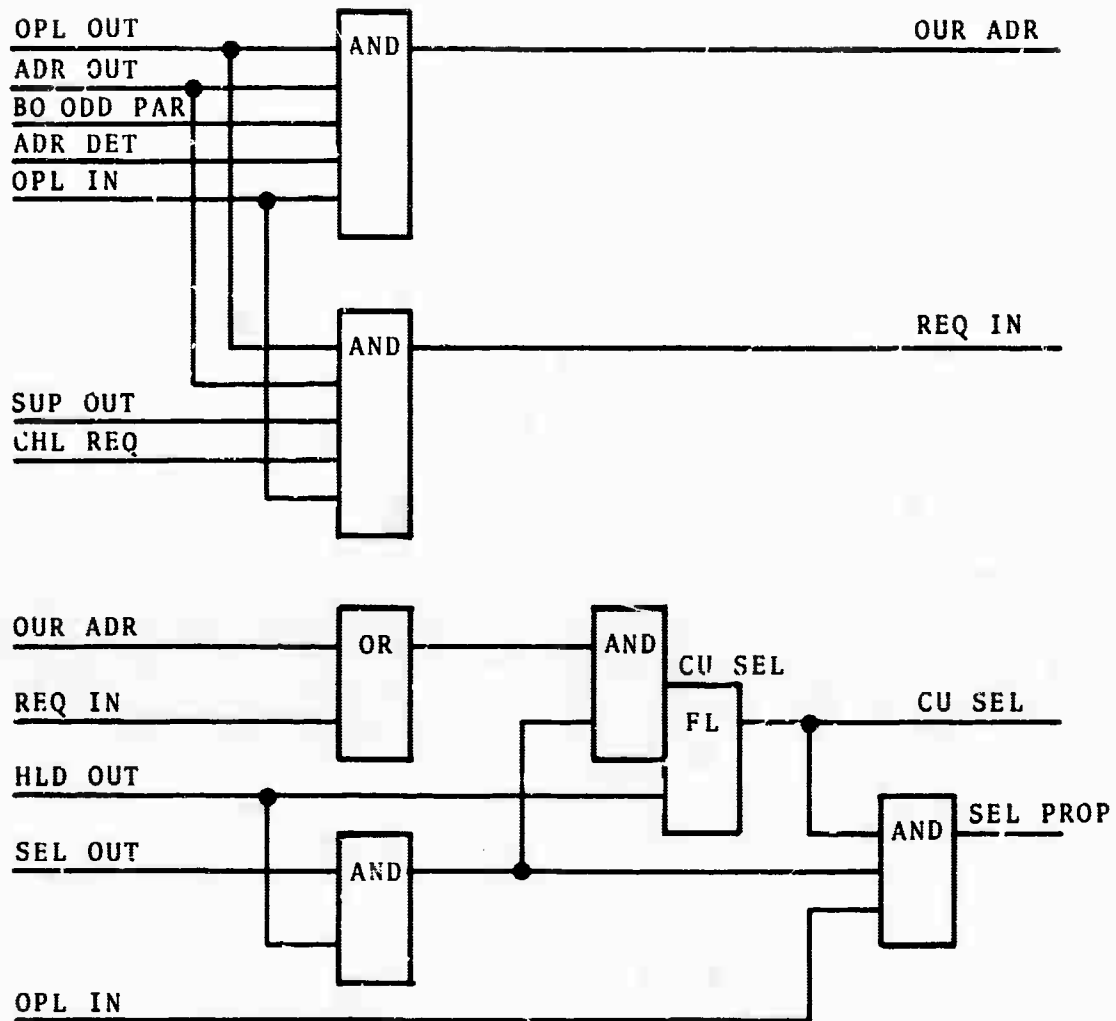 OPL OUT
AND
OUR ADR
ADR OUT
BO ODD PAR
ADR DET
OPL IN
AND
REQ IN
SUP OUT
CHL REQ
OUR ADR
OR
AND
CU SEL
REQ IN
FL
CU SEL
HLD OUT
SEL OUT
AND
AND
SEL PROP
OPL IN